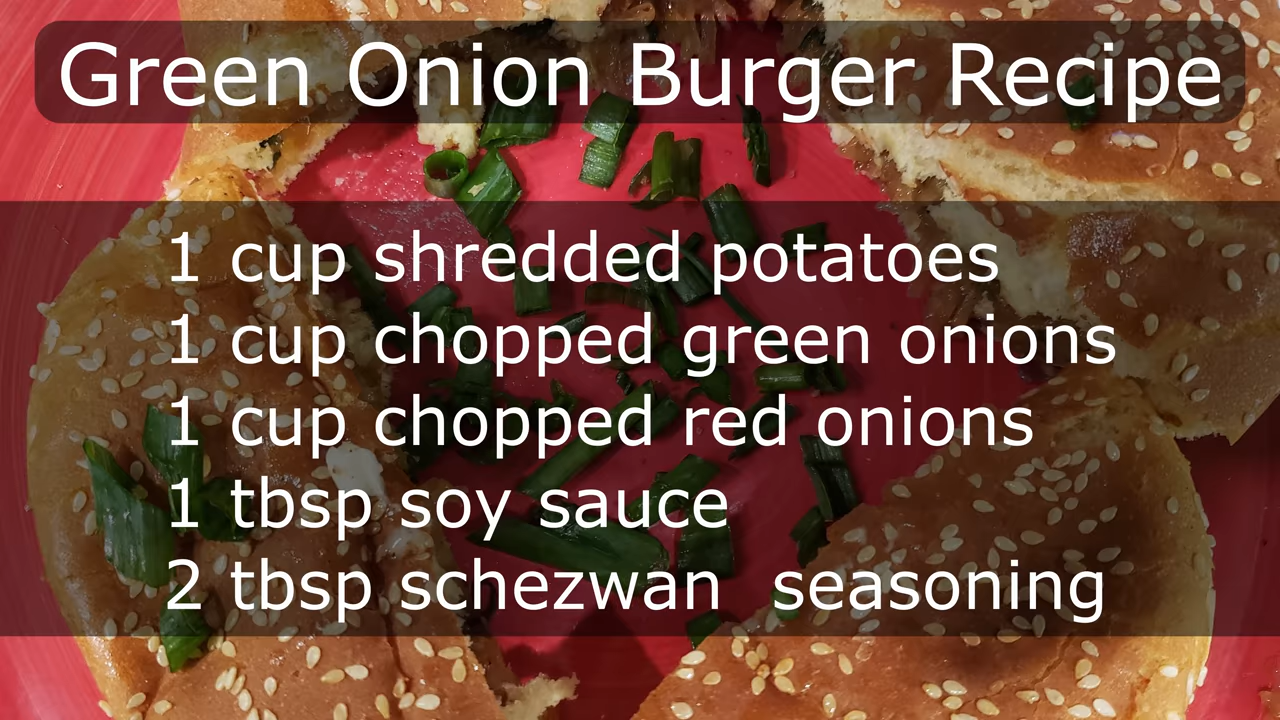 Green Onion Burger Recipe
1 cup shredded potatoes
1 cup chopped green onions
1 cup chopped red onions
1 tbsp soy sauce
2 tbsp schezwan  seasoning